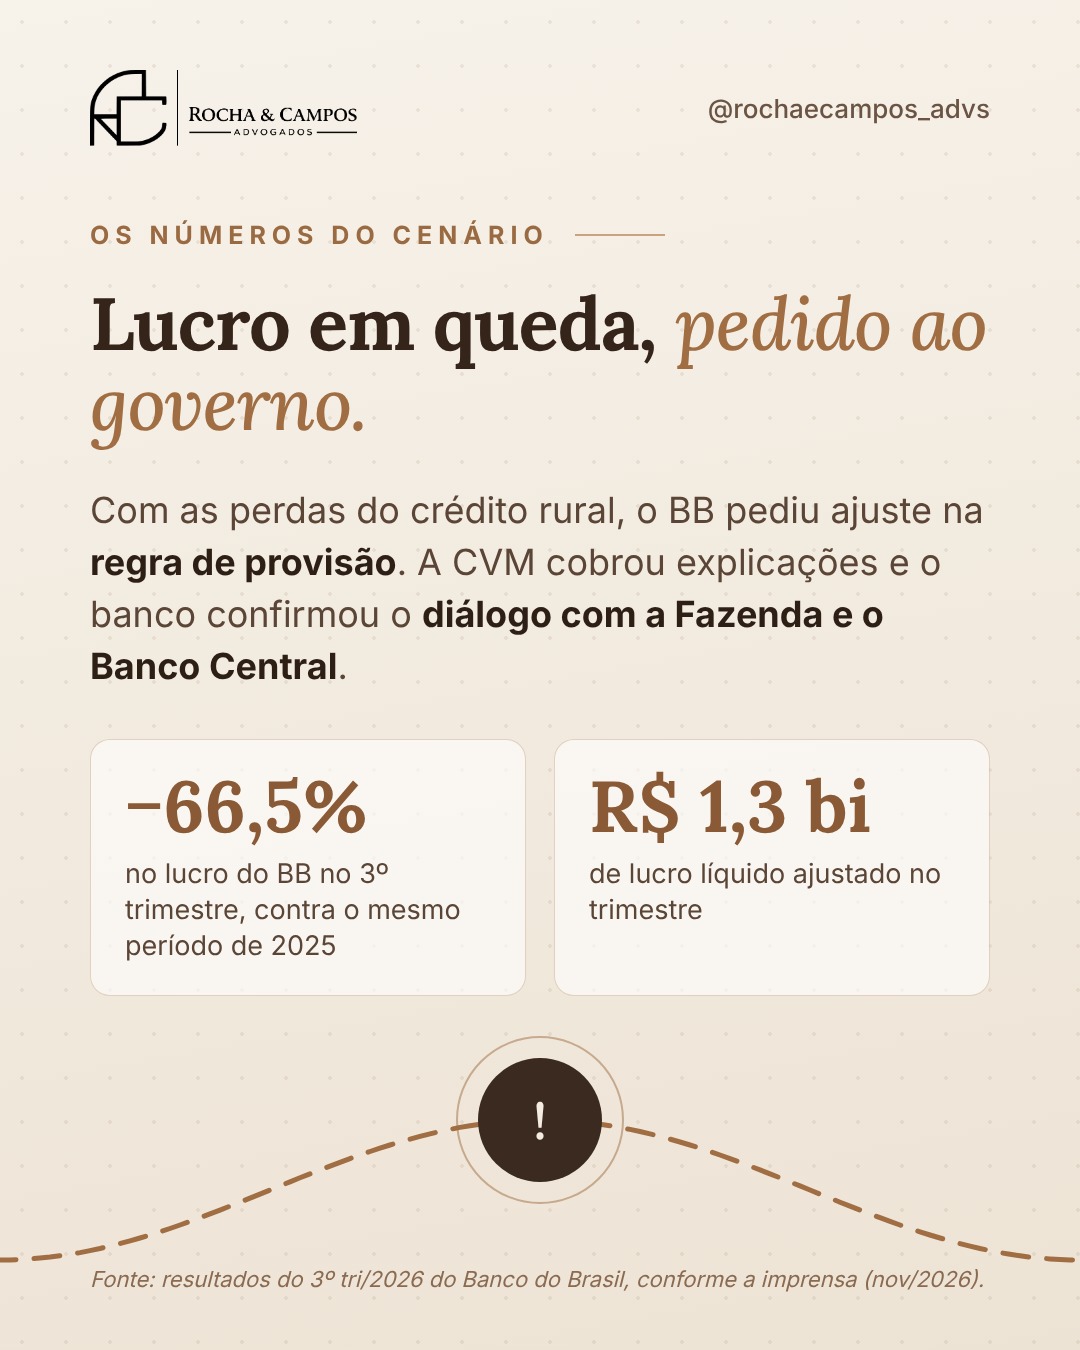 ROCHA & CAMPOS
ADVOGADOS
@rochaecampos_advs
OS NÚMEROS DO CENÁRIO
Lucro em queda, pedido ao
governo.
Com as perdas do crédito rural, o BB pediu ajuste na
regra de provisão. A CVM cobrou explicações e o
banco confirmou o diálogo com a Fazenda e o
Banco Central.
−66,5%
no lucro do BB no 3º
trimestre, contra o mesmo
período de 2025
R$ 1,3 bi
de lucro líquido ajustado no
trimestre
!
Fonte: resultados do 3º tri/2026 do Banco do Brasil, conforme a imprensa (nov/2026).